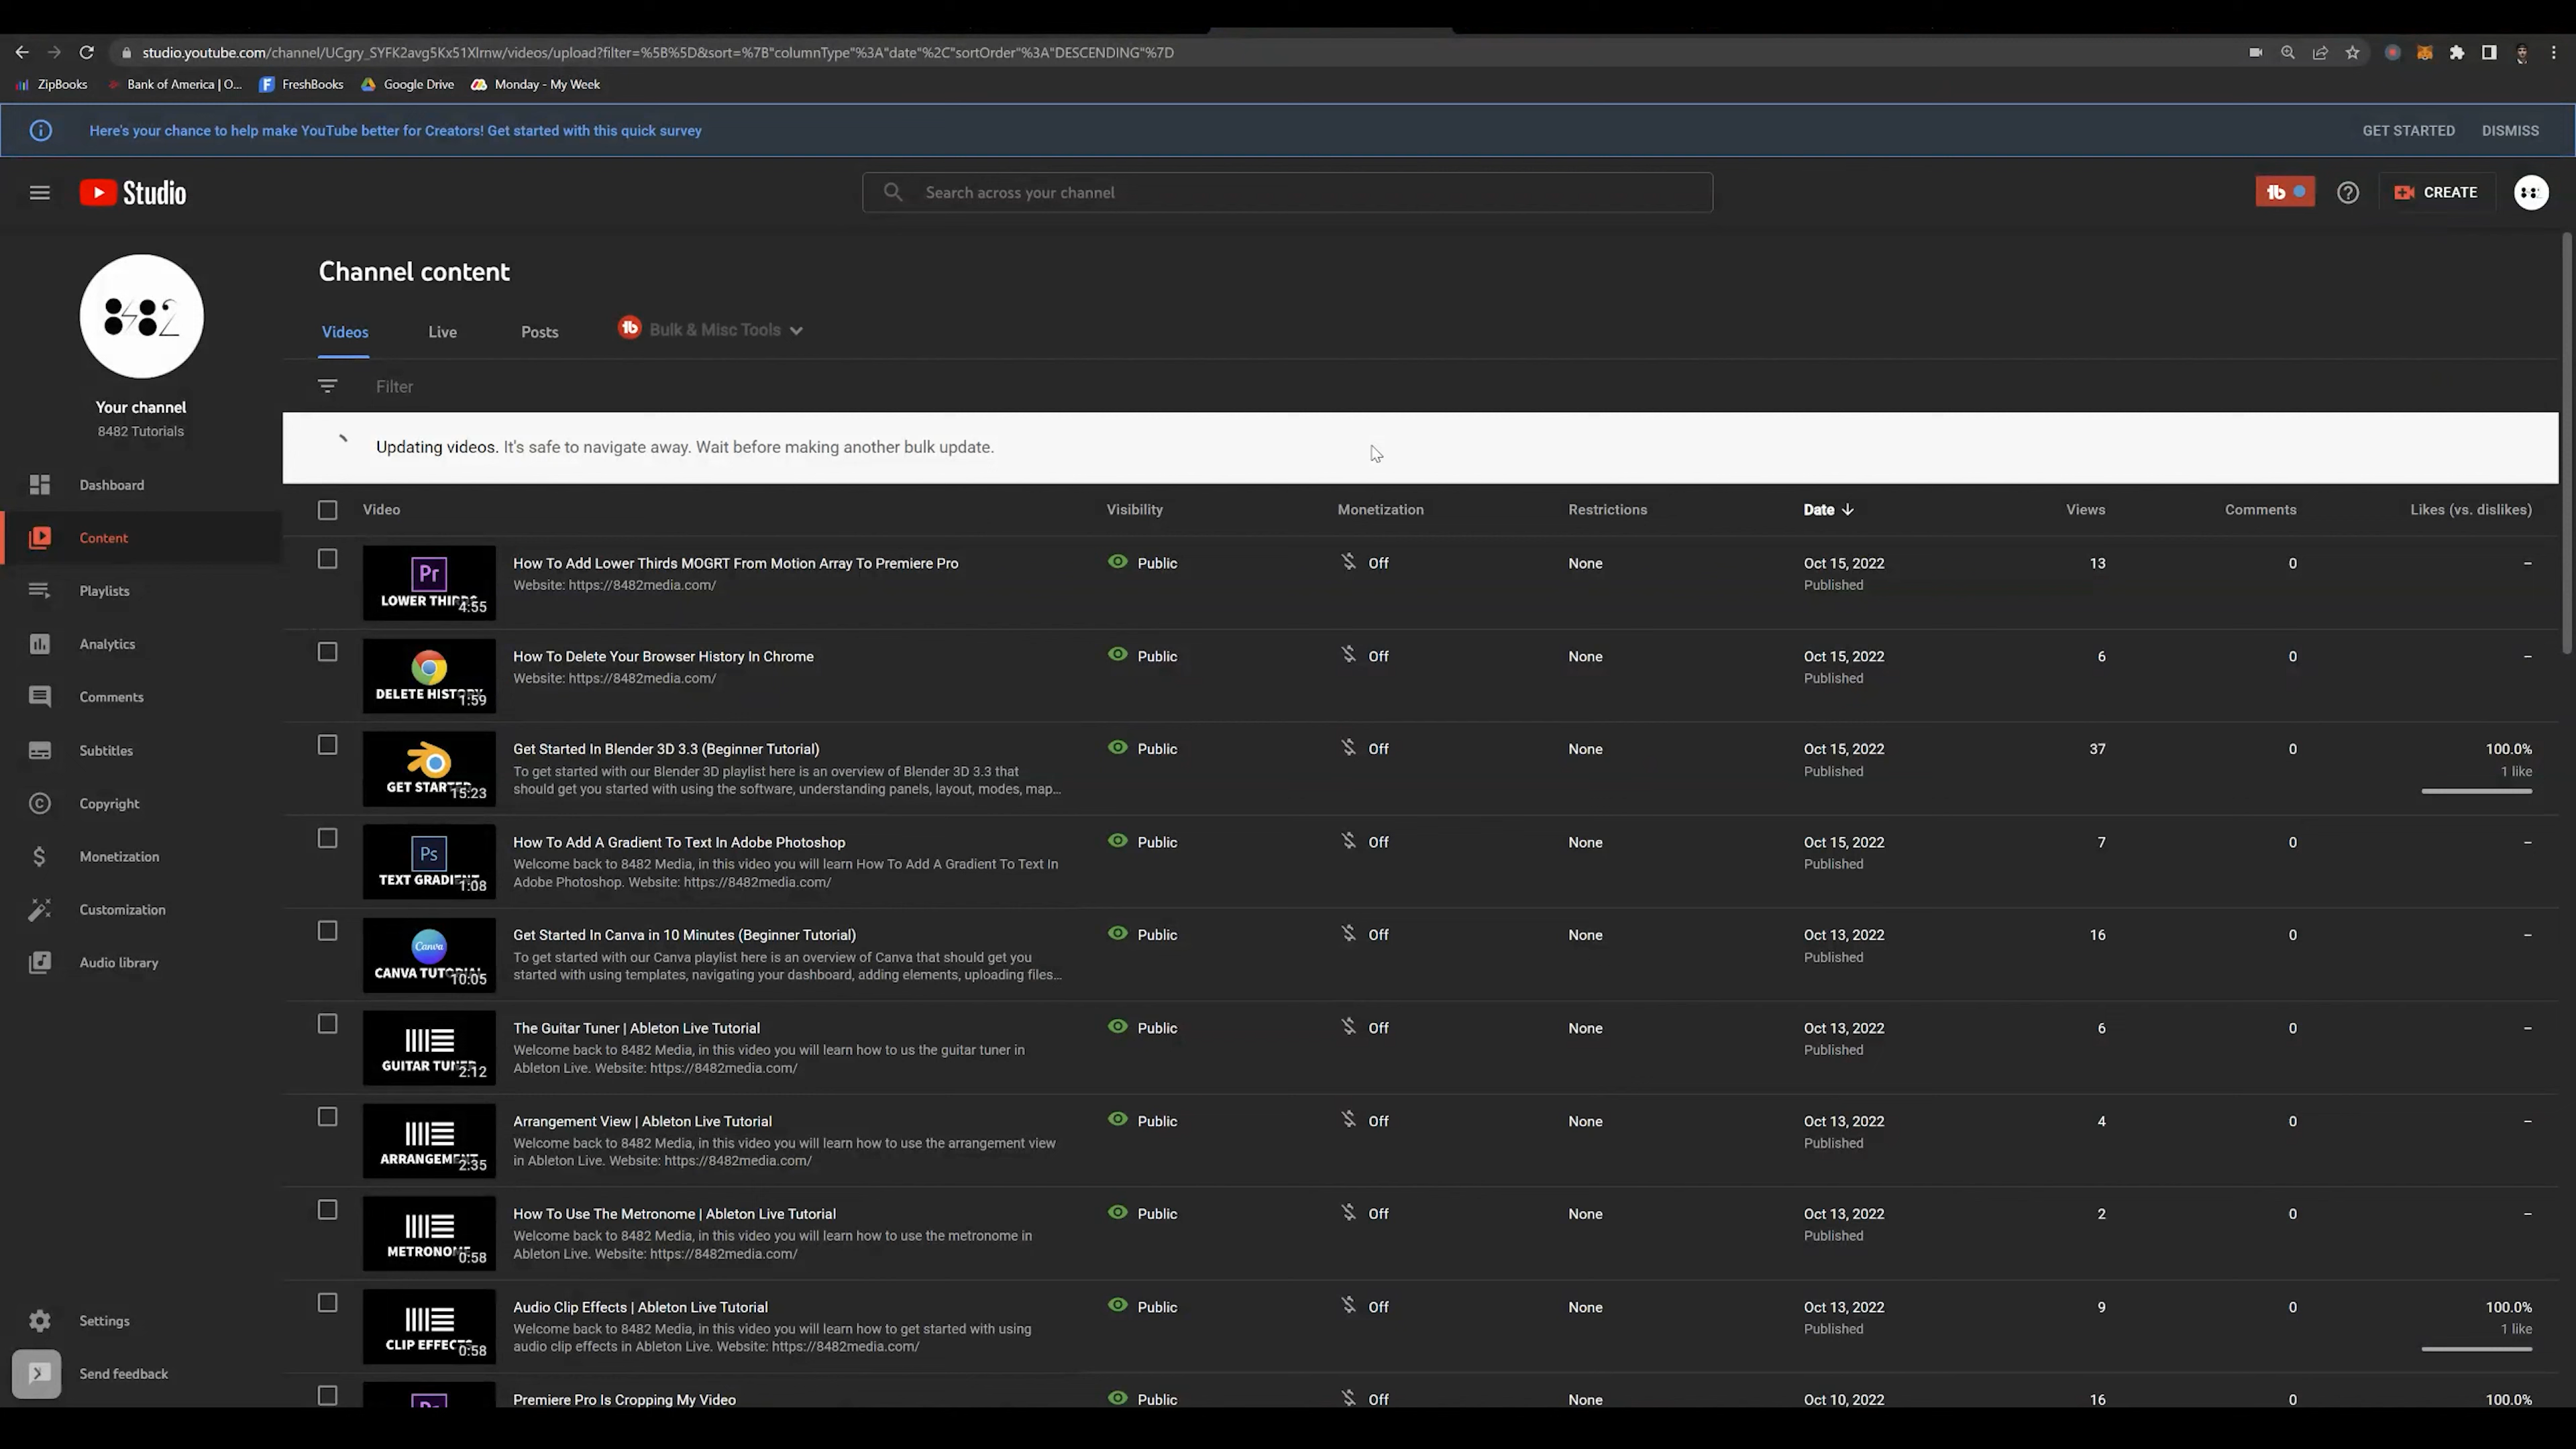 studio.youtube.com/channel/UCgry_SYFK2avg5Kx51XIrnw/videos/upload?filter=%5B%5D&sort=%7B"columnType"%3A"date"%2C"sortOrder"%3A"DESCENDING"%7D
ZipBooks Bank of America | O... FreshBooks Google Drive Monday - My Week
Here's your chance to help make YouTube better for Creators! Get started with this quick survey GET STARTED DISMISS
Studio Search across your channel CREATE
8482
Your channel
8482 Tutorials
Dashboard
Content
Playlists
Analytics
Comments
Subtitles
Copyright
Monetization
Customization
Audio library
Settings
Send feedback
Channel content
Videos Live Posts Bulk & Misc Tools
Filter
Updating videos. It's safe to navigate away. Wait before making another bulk update.
Video Visibility Monetization Restrictions Date Views Comments Likes (vs. dislikes)
Pr
LOWER THIRDS 4:55
How To Add Lower Thirds MOGRT From Motion Array To Premiere Pro Public Off None Oct 15, 2022 13 0 –
Website: https://8482media.com/ Published
DELETE HISTORY 1:59
How To Delete Your Browser History In Chrome Public Off None Oct 15, 2022 6 0 –
Website: https://8482media.com/ Published
GET STARTED 15:23
Get Started In Blender 3D 3.3 (Beginner Tutorial) Public Off None Oct 15, 2022 37 0 100.0%
To get started with our Blender 3D playlist here is an overview of Blender 3D 3.3 that Published 1 like
should get you started with using the software, understanding panels, layout, modes, map...
Ps
TEXT GRADIENT 1:08
How To Add A Gradient To Text In Adobe Photoshop Public Off None Oct 15, 2022 7 0 –
Welcome back to 8482 Media, in this video you will learn How To Add A Gradient To Text In Published
Adobe Photoshop. Website: https://8482media.com/
Canva
CANVA TUTORIAL 10:05
Get Started In Canva in 10 Minutes (Beginner Tutorial) Public Off None Oct 13, 2022 16 0 –
To get started with our Canva playlist here is an overview of Canva that should get you Published
started with using templates, navigating your dashboard, adding elements, uploading files...
GUITAR TUNER 2:12
The Guitar Tuner | Ableton Live Tutorial Public Off None Oct 13, 2022 6 0 –
Welcome back to 8482 Media, in this video you will learn how to us the guitar tuner in Published
Ableton Live. Website: https://8482media.com/
ARRANGEMENT 2:35
Arrangement View | Ableton Live Tutorial Public Off None Oct 13, 2022 4 0 –
Welcome back to 8482 Media, in this video you will learn how to use the arrangement view Published
in Ableton Live. Website: https://8482media.com/
METRONOME 0:58
How To Use The Metronome | Ableton Live Tutorial Public Off None Oct 13, 2022 2 0 –
Welcome back to 8482 Media, in this video you will learn how to use the metronome in Published
Ableton Live. Website: https://8482media.com/
CLIP EFFECTS 0:58
Audio Clip Effects | Ableton Live Tutorial Public Off None Oct 13, 2022 9 0 100.0%
Welcome back to 8482 Media, in this video you will learn how to get started with using Published 1 like
audio clip effects in Ableton Live. Website: https://8482media.com/
Premiere Pro Is Cropping My Video Public Off None Oct 10, 2022 16 0 100.0%